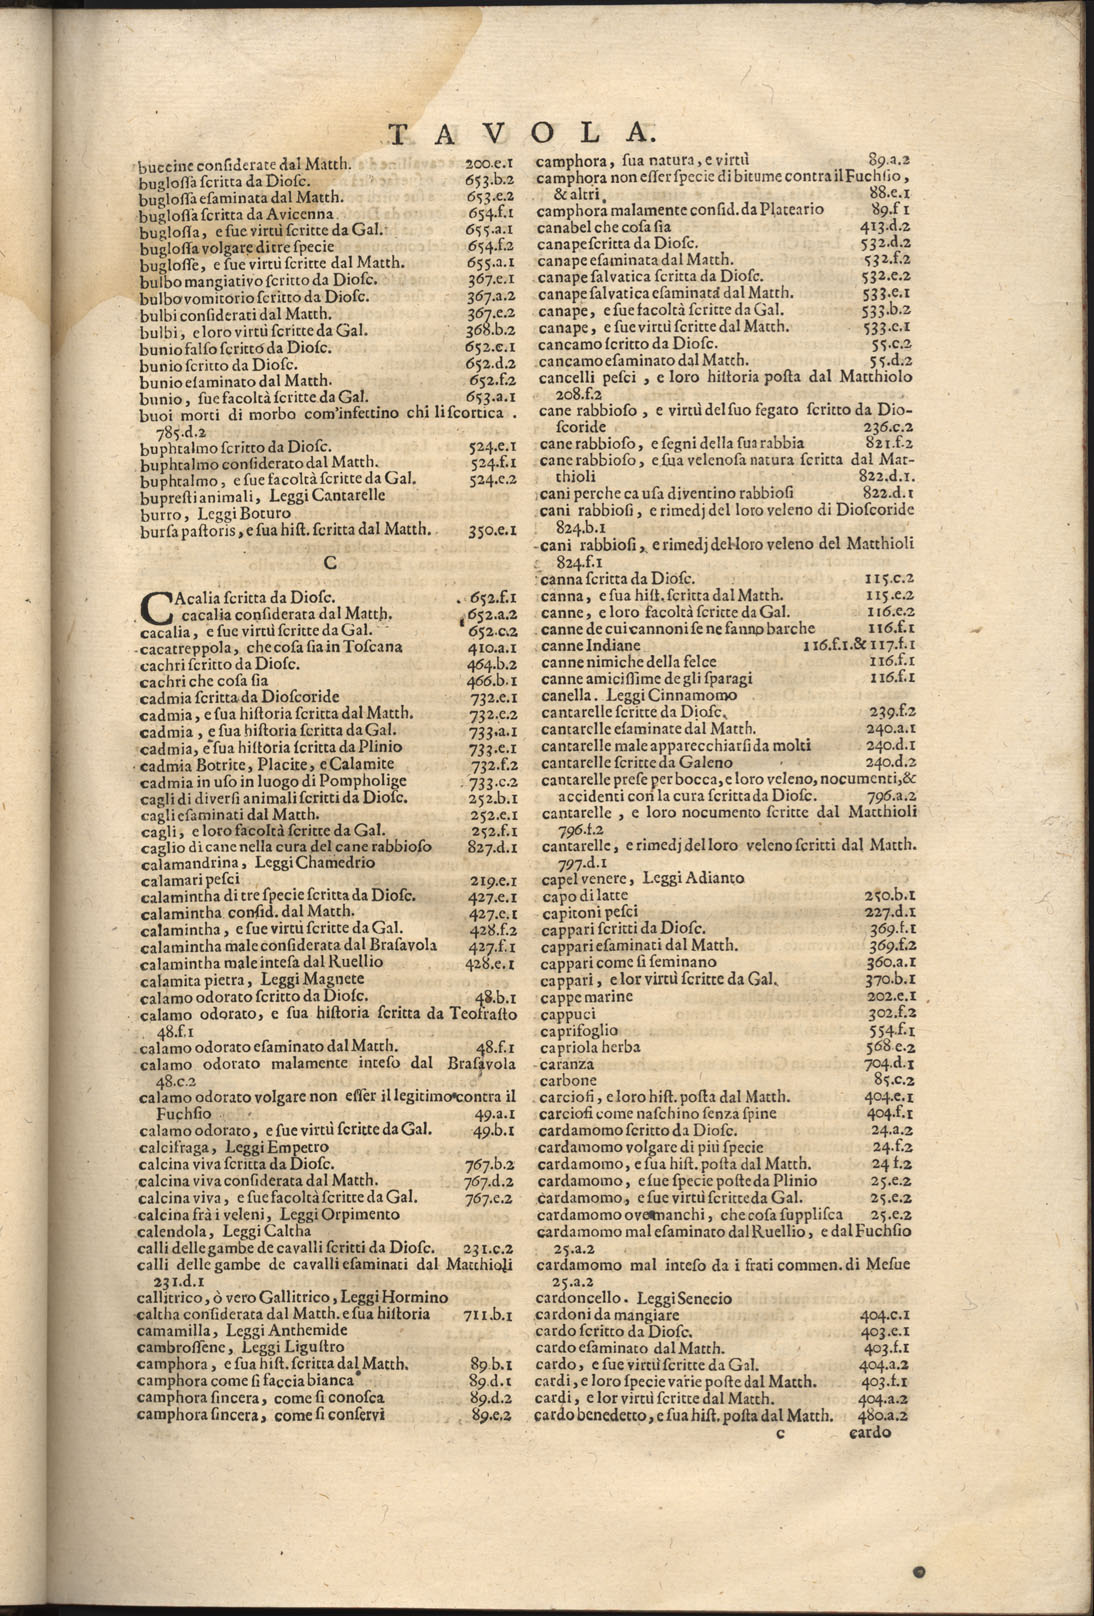 TAVOLA.
buccine conſiderate dal Matth. 200.e.1
bugloſſa ſcritta da Dioſc. 653.b.2
bugloſſa eſaminata dal Matth. 653.e.2
bugloſſa ſcritta da Avicenna 654.f.1
bugloſſa, e ſue virtù ſcritte da Gal. 655.a.1
bugloſſa volgare di tre ſpecie 654.f.2
bugloſſe, e ſue virtù ſcritte dal Matth. 655.a.1
bulbo mangiativo ſcritto da Dioſc. 367.e.1
bulbo vomitorio ſcritto da Dioſc. 367.a.2
bulbi conſiderati dal Matth. 367.e.2
bulbi, e loro virtù ſcritte da Gal. 368.b.2
bunio falſo ſcritto da Dioſc. 652.c.1
bunio ſcritto da Dioſc. 652.d.2
bunio eſaminato dal Matth. 652.f.2
bunio, ſue facoltà ſcritte da Gal. 653.a.1
buoi morti di morbo com'infettino chi li ſcortica.
785.d.2
buphtalmo ſcritto da Dioſc. 524.e.1
buphtalmo conſiderato dal Matth. 524.f.1
buphtalmo, e ſue facoltà ſcritte da Gal. 524.e.2
bupreſti animali, Leggi Cantarelle
burro, Leggi Boturo
burſa paſtoris, e ſua hiſt. ſcritta dal Matth. 350.e.1
C
CAcalia ſcritta da Dioſc. 652.f.1
cacalia conſiderata dal Matth. 652.a.2
cacalia, e ſue virtù ſcritte da Gal. 652.c.2
cacatreppola, che coſa ſia in Toſcana 410.a.1
cachri ſcritto da Dioſc. 464.b.2
cachri che coſa ſia 466.b.1
cadmia ſcritta da Dioſcoride 732.e.1
cadmia, e ſua hiſtoria ſcritta dal Matth. 732.e.2
cadmia, e ſua hiſtoria ſcritta da Gal. 733.a.1
cadmia, e ſua hiſtoria ſcritta da Plinio 733.e.1
cadmia Botrite, Placite, e Calamite 732.f.2
cadmia in uſo in luogo di Pompholige 733.c.2
cagli di diverſi animali ſcritti da Dioſc. 252.b.1
cagli eſaminati dal Matth. 252.e.1
cagli, e loro facoltà ſcritte da Gal. 252.f.1
caglio di cane nella cura del cane rabbioſo 827.d.1
calamandrina, Leggi Chamedrio
calamari peſci 219.e.1
calamintha di tre ſpecie ſcritta da Dioſc. 427.e.1
calamintha conſid. dal Matth. 427.e.1
calamintha, e ſue virtù ſcritte da Gal. 428.f.2
calamintha male conſiderata dal Braſavola 427.f.1
calamintha male inteſa dal Ruellio 428.e.1
calamita pietra, Leggi Magnete
calamo odorato ſcritto da Dioſc. 48.b.1
calamo odorato, e ſua hiſtoria ſcritta da Teofraſto
48.f.1
calamo odorato eſaminato dal Matth. 48.f.1
calamo odorato malamente inteſo dal Braſavola
48.c.2
calamo odorato volgare non eſſer il legitimo contra il
Fuchſio 49.a.1
calamo odorato, e ſue virtù ſcritte da Gal. 49.b.1
calcifraga, Leggi Empetro
calcina viva ſcritta da Dioſc. 767.b.2
calcina viva conſiderata dal Matth. 767.d.2
calcina viva, e ſue facoltà ſcritte da Gal. 767.e.2
calcina frà i veleni, Leggi Orpimento
calendola, Leggi Caltha
calli delle gambe de cavalli ſcritti da Dioſc. 231.c.2
calli delle gambe de cavalli eſaminati dal Matthioli
231.d.1
callitrico, ò vero Gallitrico, Leggi Hormino
caltha conſiderata dal Matth. e ſua hiſtoria 711.b.1
camamilla, Leggi Anthemide
cambroſſene, Leggi Liguſtro
camphora, e ſua hiſt. ſcritta dal Matth. 89.b.1
camphora come ſi faccia bianca 89.d.1
camphora ſincera, come ſi conoſca 89.d.2
camphora ſincera, come ſi conſervi 89.e.2
camphora, ſua natura, e virtù 89.a.2
camphora non eſſer ſpecie di bitume contra il Fuchſio,
& altri. 88.e.1
camphora malamente conſid. da Plateario 89.f 1
canabel che coſa ſia 413.d.2
canape ſcritta da Dioſc. 532.d.2
canape eſaminata dal Matth. 532.f.2
canape ſalvatica ſcritta da Dioſc. 532.e.2
canape ſalvatica eſaminata dal Matth. 533.e.1
canape, e ſue facoltà ſcritte da Gal. 533.b.2
canape, e ſue virtù ſcritte dal Matth. 533.e.1
cancamo ſcritto da Dioſc. 55.c.2
cancamo eſaminato dal Matth. 55.d.2
cancelli peſci, e loro hiſtoria poſta dal Matthiolo
208.f.2
cane rabbioſo, e virtù del ſuo fegato ſcritto da Dio-
ſcoride 236.c.2
cane rabbioſo, e ſegni della ſua rabbia 821.f.2
cane rabbioſo, e ſua velenoſa natura ſcritta dal Mat-
thioli 822.d.1.
cani perche cauſa diventino rabbioſi 822.d.1
cani rabbioſi, e rimedj del loro veleno di Dioſcoride
824.b.1
cani rabbioſi, e rimedj del loro veleno del Matthioli
824.f.1
canna ſcritta da Dioſc. 115.c.2
canna, e ſua hiſt. ſcritta dal Matth. 115.e.2
canne, e loro facoltà ſcritte da Gal. 116.e.2
canne de cui cannoni ſe ne fanno barche 116.f.1
canne Indiane 116.f.1.& 117.f.1
canne nimiche della felce 116.f.1
canne amiciſſime de gli ſparagi 116.f.1
canella. Leggi Cinnamomo
cantarelle ſcritte da Dioſc. 239.f.2
cantarelle eſaminate dal Matth. 240.a.1
cantarelle male apparecchiarſi da molti 240.d.1
cantarelle ſcritte da Galeno 240.d.2
cantarelle preſe per bocca, e loro veleno, nocumenti, &
accidenti con la cura ſcritta da Dioſc. 796.a.2
cantarelle, e loro nocumento ſcritte dal Matthioli
796.f.2
cantarelle, e rimedj del loro veleno ſcritti dal Matth.
797.d.1
capel venere, Leggi Adianto
capo di latte 250.b.1
capitoni peſci 227.d.1
cappari ſcritti da Dioſc. 369.f.1
cappari eſaminati dal Matth. 369.f.2
cappari come ſi ſeminano 360.a.1
cappari, e lor virtù ſcritte da Gal. 370.b.1
cappe marine 202.e.1
cappuci 302.f.2
caprifoglio 554.f.1
capriola herba 568.e.2
caranza 704.d.1
carbone 85.c.2
carcioſi, e loro hiſt. poſta dal Matth. 404.e.1
carcioſi come naſchino ſenza ſpine 404.f.1
cardamomo ſcritto da Dioſc. 24.a.2
cardamomo volgare di più ſpecie 24.f.2
cardamomo, e ſua hiſt. poſta dal Matth. 24 f.2
cardamomo, e ſue ſpecie poſte da Plinio 25.e.2
cardamomo, e ſue virtù ſcritte da Gal. 25.e.2
cardamomo ove manchi, che coſa ſupplisca 25.e.2
cardamomo mal eſaminato dal Ruellio, e dal Fuchſio
25.a.2
cardamomo mal inteſo da i frati commen. di Meſue
25.a.2
cardoncello. Leggi Senecio
cardoni da mangiare 404.c.1
cardo ſcritto da Dioſc. 403.e.1
cardo eſaminato dal Matth. 403.f.1
cardo, e ſue virtù ſcritte da Gal. 404.a.2
cardi, e loro ſpecie varie poſte dal Matth. 403.f.1
cardi, e lor virtù ſcritte dal Matth. 404.a.2
cardo benedetto, e ſua hiſt. poſta dal Matth. 480.a.2
C cardo